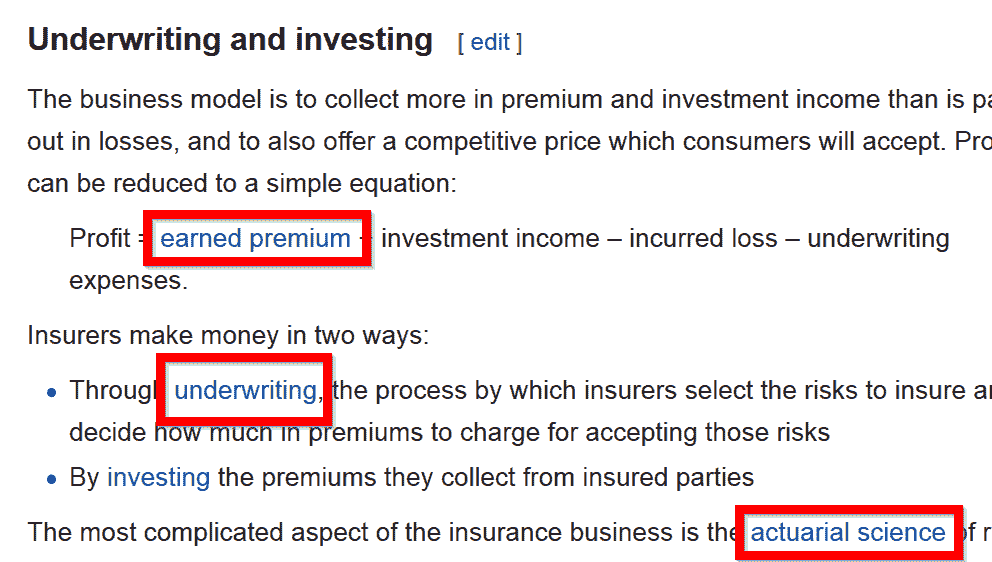 Underwriting and investing [ edit ]
The business model is to collect more in premium and investment income than is
out in losses, and to also offer a competitive price which consumers will accept.
can be reduced to a simple equation:
Profit = earned premium investment income – incurred loss – underwriting
expenses.
Insurers make money in two ways:
• Through underwriting, the process by which insurers select the risks to insure
decide how much in premiums to charge for accepting those risks
• By investing the premiums they collect from insured parties
The most complicated aspect of the insurance business is the actuarial science of